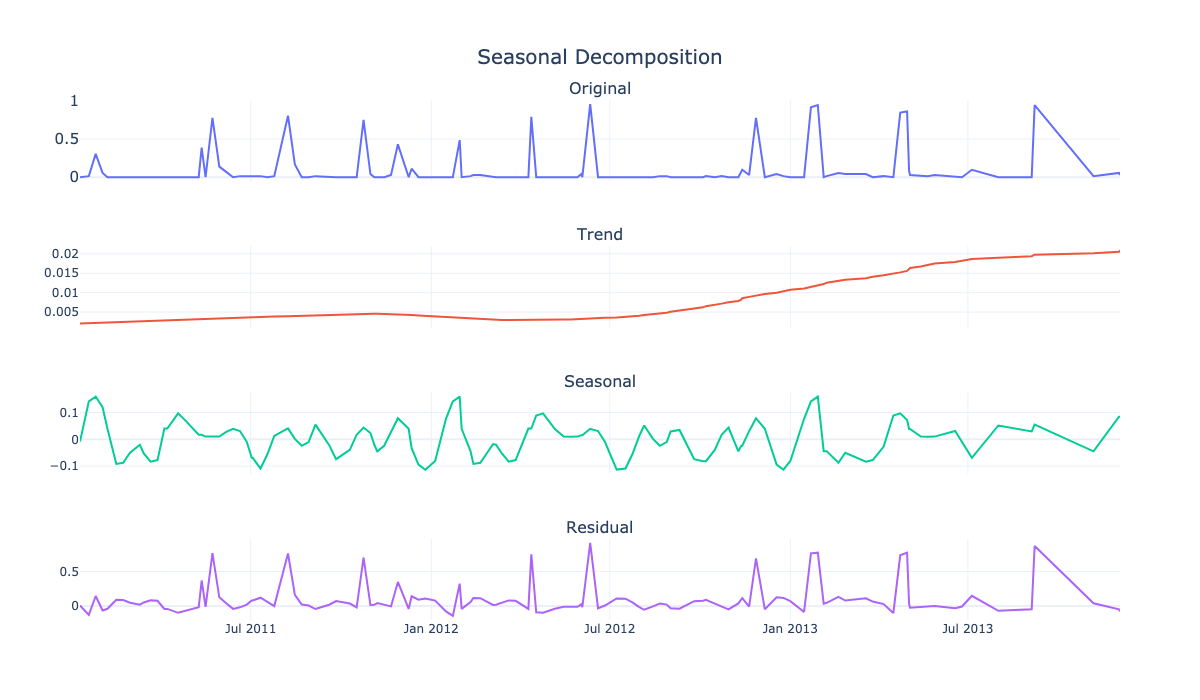 Seasonal Decomposition
Original
1
0.5
0
Trend
0.02
0.015
0.01
0.005
Seasonal
0.1
0
−0.1
Residual
0.5
0
Jul 2011 Jan 2012 Jul 2012 Jan 2013 Jul 2013